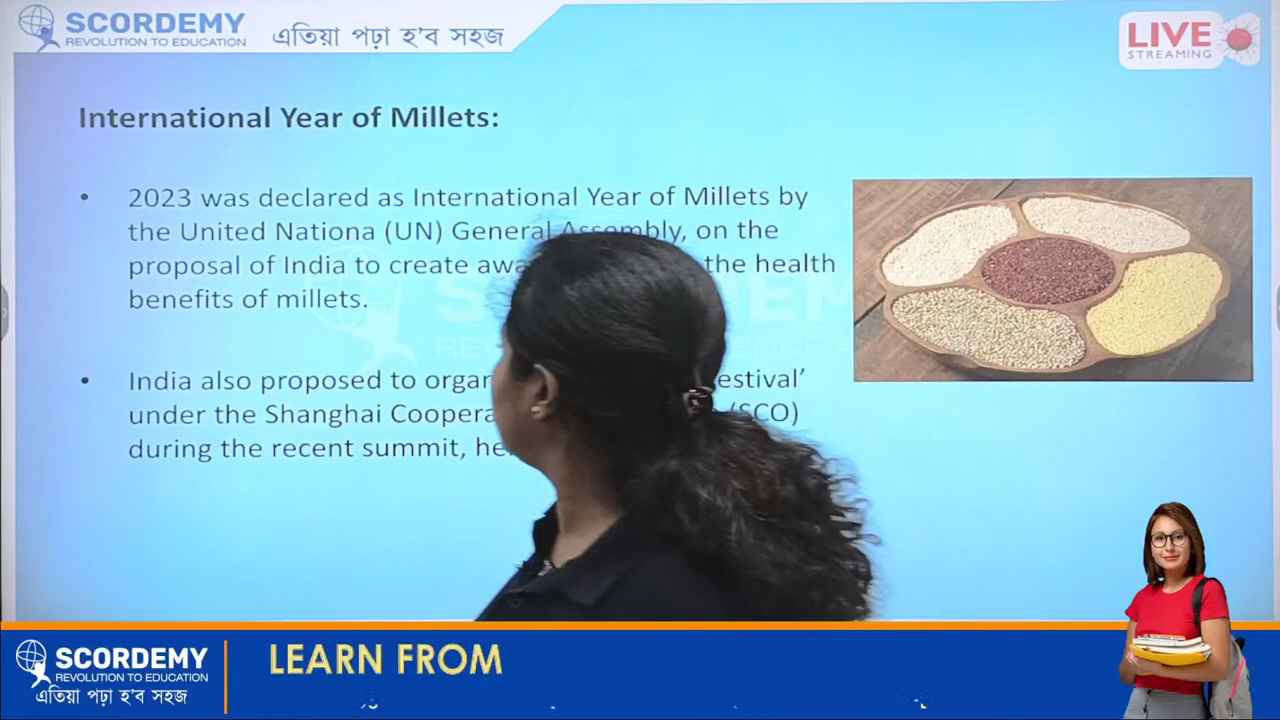 SCORDEMY
REVOLUTION TO EDUCATION
এতিয়া পঢ়া হ'ব সহজ
LIVE
STREAMING
International Year of Millets:
• 2023 was declared as International Year of Millets by
the United Nationa (UN) General Assembly, on the
proposal of India to create the health
benefits of millets.
• India also proposed to
under the Shanghai (SCO)
during the recent summit,
SCORDEMY
REVOLUTION TO EDUCATION
এতিয়া পঢ়া হ'ব সহজ
LEARN FROM